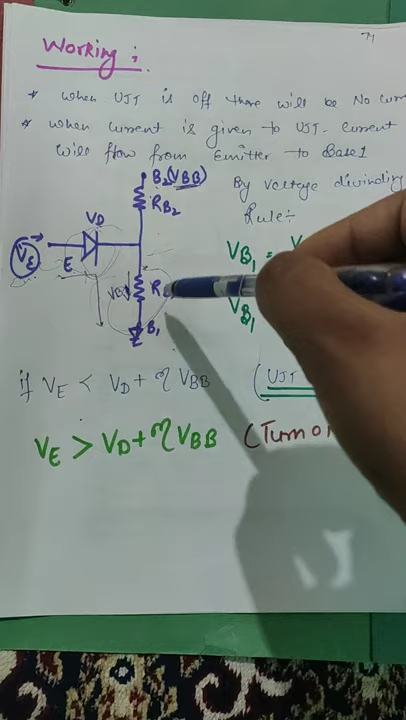 Working :
* When UJT is off there will be No
* when current is given to UJT. Current
will flow from Emitter to Base1
B2 (VBB)
By voltage dividing
RB2
Rule:-
VD
VE
E
VB1 =
R
VB1
B1
if VE < VD + η VBB (UJT
VE > VD + η VBB (Turn